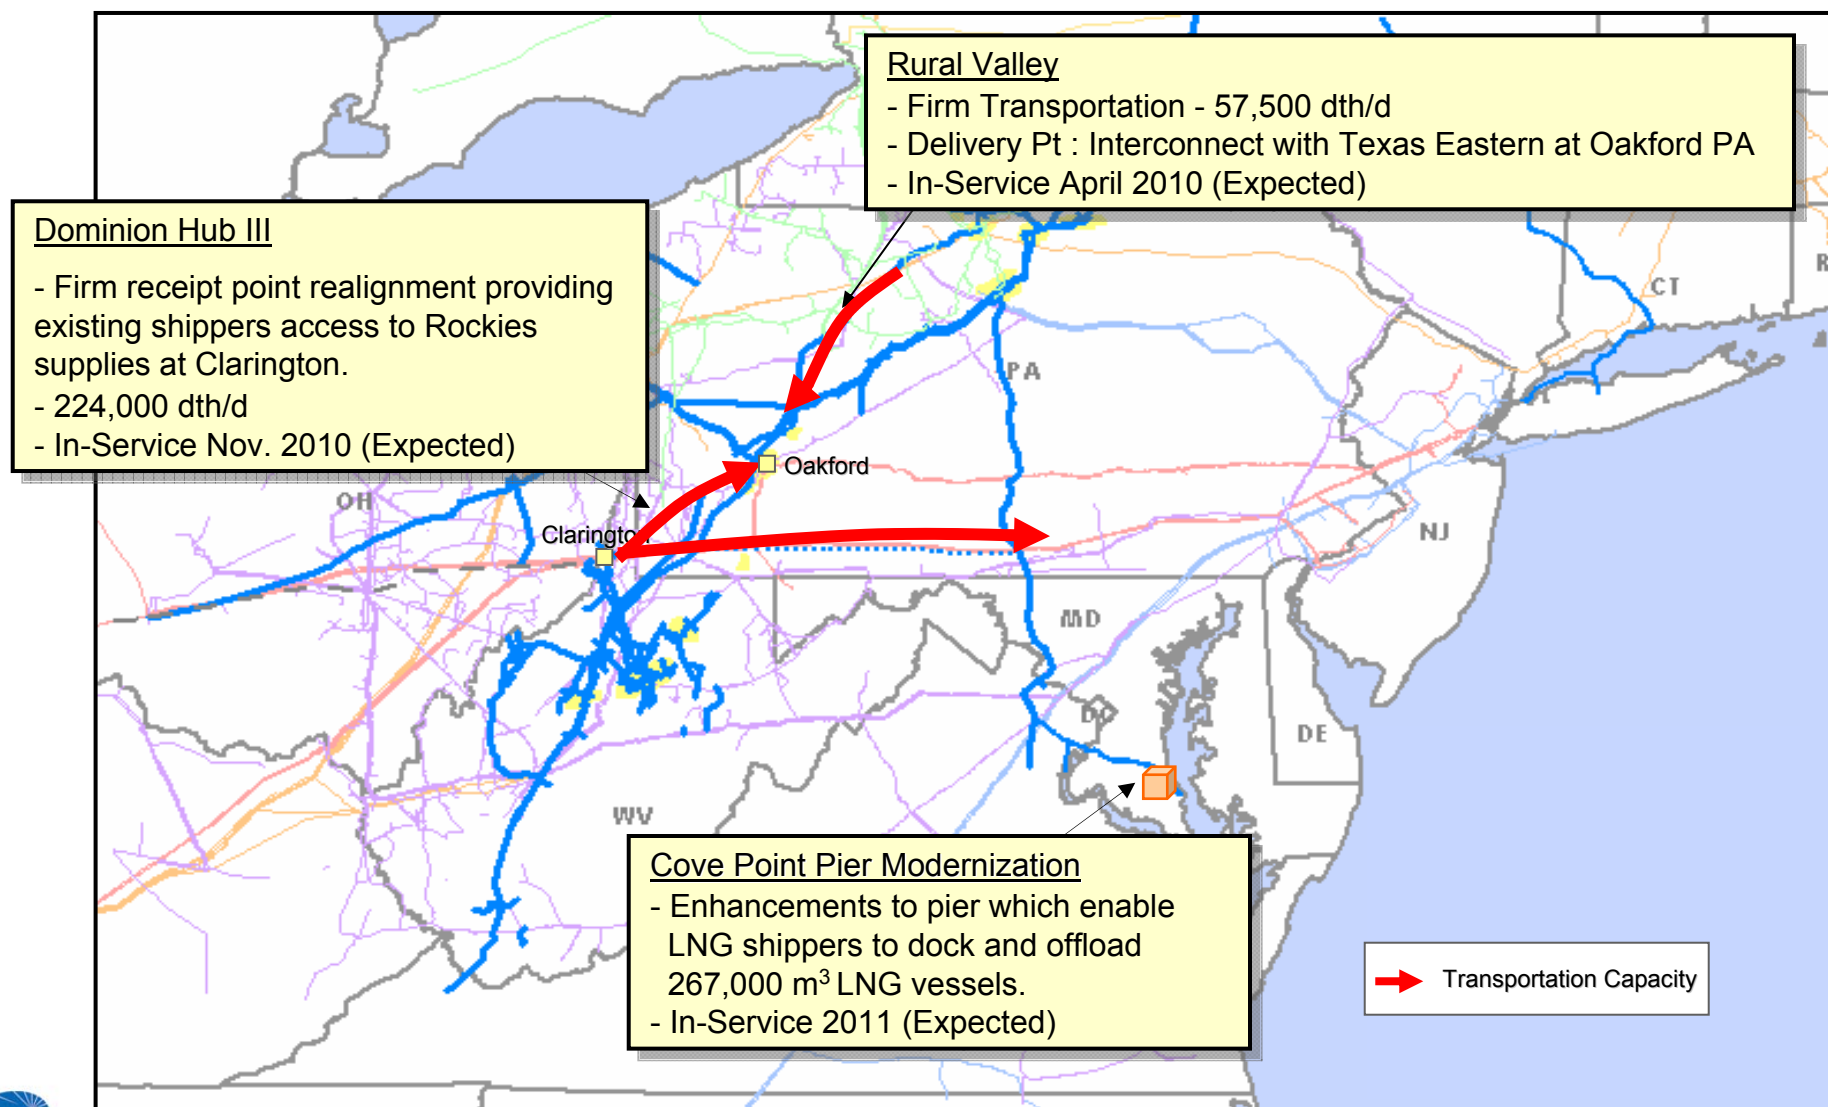 Rural Valley
- Firm Transportation - 57,500 dth/d
- Delivery Pt : Interconnect with Texas Eastern at Oakford PA
- In-Service April 2010 (Expected)
Dominion Hub III
- Firm receipt point realignment providing
existing shippers access to Rockies
supplies at Clarington.
- 224,000 dth/d
- In-Service Nov. 2010 (Expected)
R
CT
PA
Oakford
OH
Clarington
NJ
MD
DC
DE
WV
Cove Point Pier Modernization
- Enhancements to pier which enable
LNG shippers to dock and offload
267,000 m³ LNG vessels.
- In-Service 2011 (Expected)
Transportation Capacity